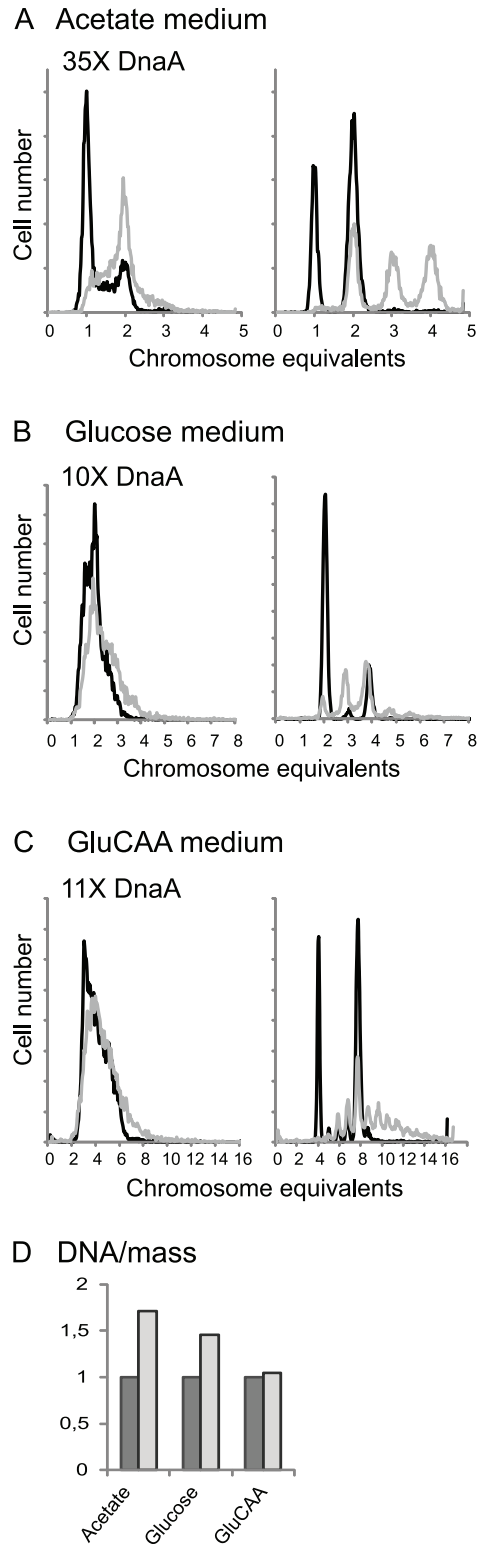 A Acetate medium
35X DnaA
Cell number
0 1 2 3 4 5
0 1 2 3 4 5
Chromosome equivalents
B Glucose medium
10X DnaA
Cell number
0 1 2 3 4 5 6 7 8
0 1 2 3 4 5 6 7 8
Chromosome equivalents
C GluCAA medium
11X DnaA
Cell number
0 2 4 6 8 10 12 14 16
0 2 4 6 8 10 12 14 16
Chromosome equivalents
D DNA/mass
2
1,5
1
0,5
0
Acetate
Glucose
GluCAA